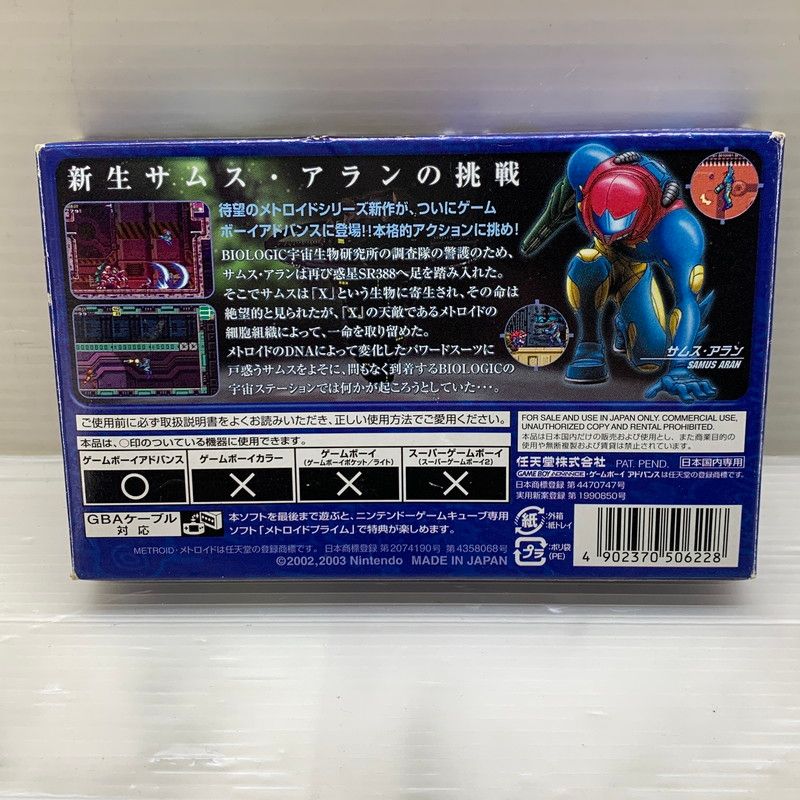 新生サムス・アランの挑戦
待望のメトロイドシリーズ新作が、ついにゲーム
ボーイアドバンスに登場!!本格的アクションに挑め!
BIOLOGIC宇宙生物研究所の調査隊の警護のため、
サムス・アランは再び惑星SR388へ足を踏み入れた。
そこでサムスは「X」という生物に寄生され、その命は
絶望的と見られたが、「X」の天敵であるメトロイドの
細胞組織によって、一命を取り留めた。
メトロイドのDNAによって変化したパワードスーツに
戸惑うサムスをよそに、間もなく到着するBIOLOGICの
宇宙ステーションでは何かが起ころうとしていた・・・。
サムス・アラン
SAMUS ARAN
ご使用前に必ず取扱説明書をよくお読みいただき、正しい使用方法でご愛用ください。
本品は、○印のついている機器に使用できます。
ゲームボーイアドバンス ゲームボーイカラー ゲームボーイ スーパーゲームボーイ
(ゲームボーイポケット/ライト) (スーパーゲームボーイ2)
○ × × ×
GBAケーブル
対応
本ソフトを最後まで遊ぶと、ニンテンドーゲームキューブ専用
ソフト「メトロイドプライム」で特典が楽しめます。
FOR SALE AND USE IN JAPAN ONLY. COMMERCIAL USE,
UNAUTHORIZED COPY AND RENTAL PROHIBITED.
本品は日本国内だけの販売および使用とし、また商業目的の
使用や無断複製および賃貸は禁止されています。
任天堂株式会社 PAT. PEND. 日本国内専用
GAME BOY ADVANCE・ゲームボーイ アドバンスは任天堂の登録商標です。
日本商標登録 第4470747号
実用新案登録 第1990850号
紙 :外箱
:紙トレイ
プラ :ポリ袋
(PE)
4 902370 506228
METROID・メトロイドは任天堂の登録商標です。 日本商標登録 第2074190号 第4358068号
©2002,2003 Nintendo MADE IN JAPAN